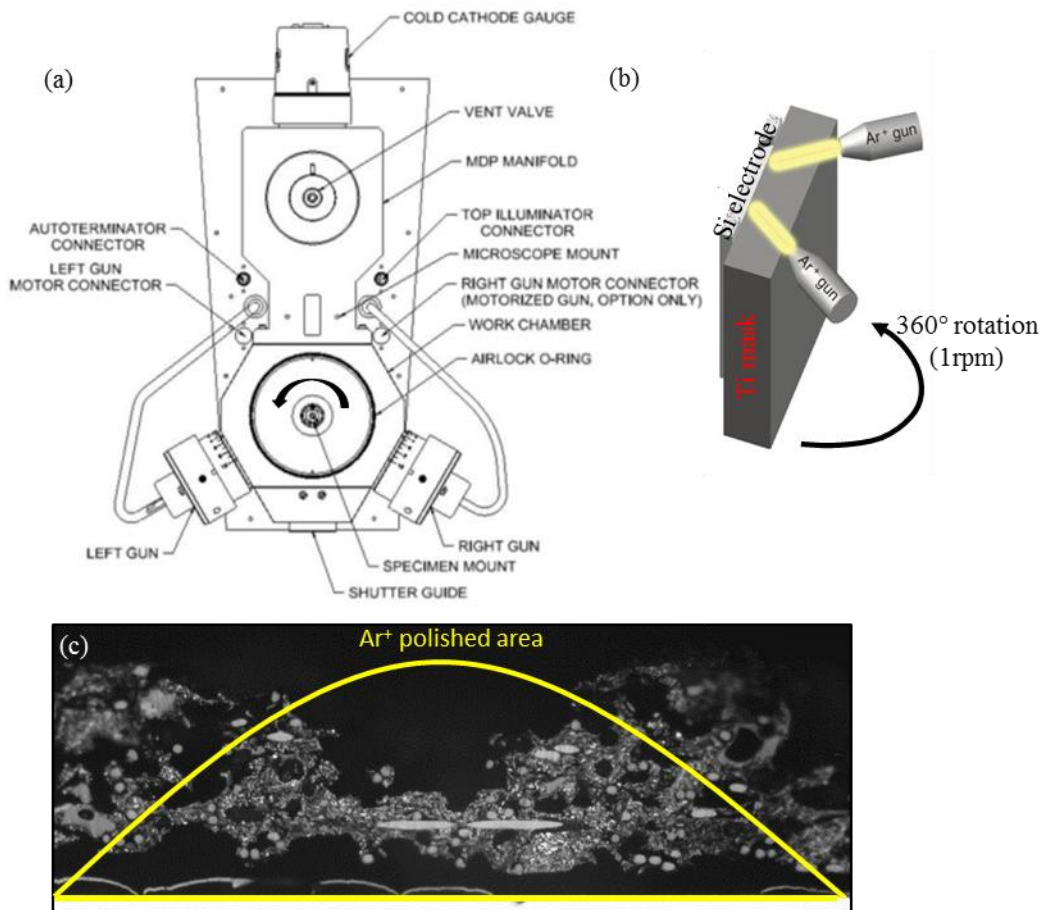 (a)
COLD CATHODE GAUGE
VENT VALVE
MDP MANIFOLD
AUTOTERMINATOR
CONNECTOR
TOP ILLUMINATOR
CONNECTOR
LEFT GUN
MOTOR CONNECTOR
MICROSCOPE MOUNT
RIGHT GUN MOTOR CONNECTOR
(MOTORIZED GUN, OPTION ONLY)
WORK CHAMBER
AIRLOCK O-RING
LEFT GUN
RIGHT GUN
SPECIMEN MOUNT
SHUTTER GUIDE
(b)
Si electrode
Ar⁺ gun
Ar⁺ gun
Ti mask
360° rotation
(1rpm)
(c)
Ar⁺ polished area